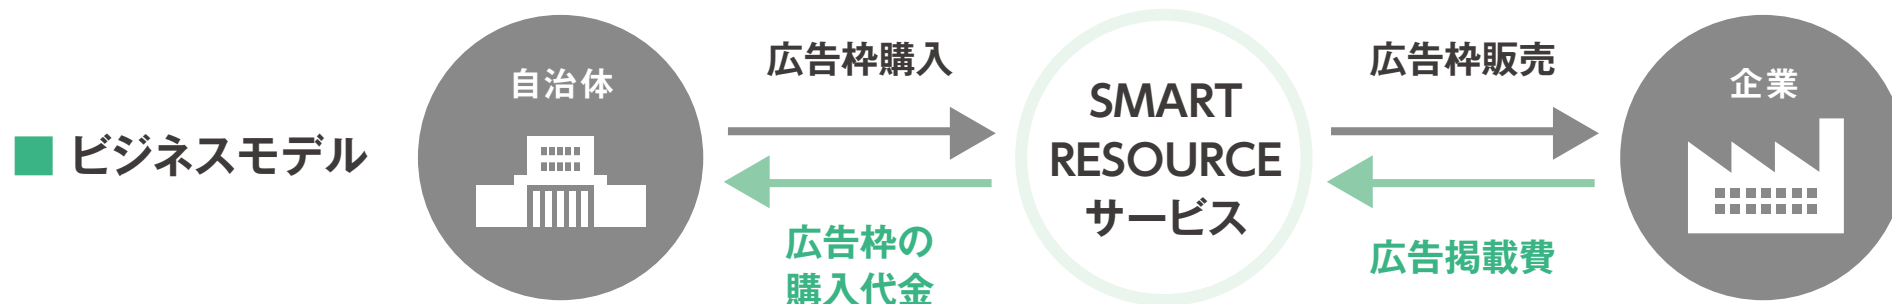 ■ ビジネスモデル
自治体
広告枠購入
広告枠の
購入代金
SMART
RESOURCE
サービス
広告枠販売
広告掲載費
企業